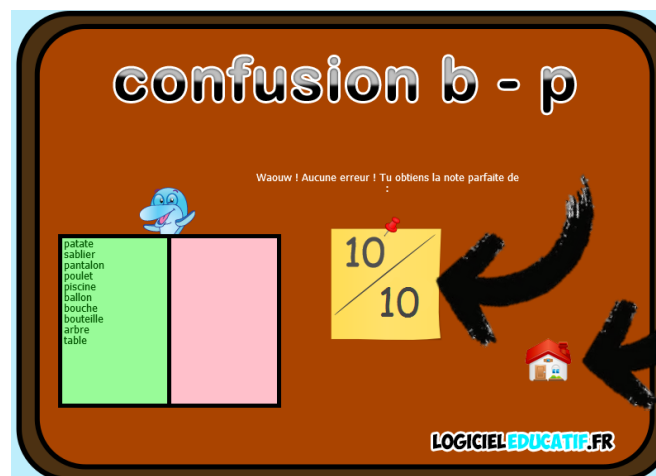 confusion b - p
Waouw ! Aucune erreur ! Tu obtiens la note parfaite de
:
patate
sablier
pantalon
poulet
piscine
ballon
bouche
bouteille
arbre
table
10
10
LOGICIELEDUCATIF.FR